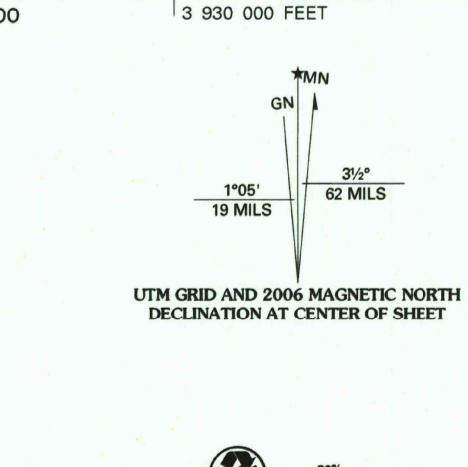 00
3 930 000 FEET
MN
GN
1°05'
19 MILS
3½°
62 MILS
UTM GRID AND 2006 MAGNETIC NORTH
DECLINATION AT CENTER OF SHEET